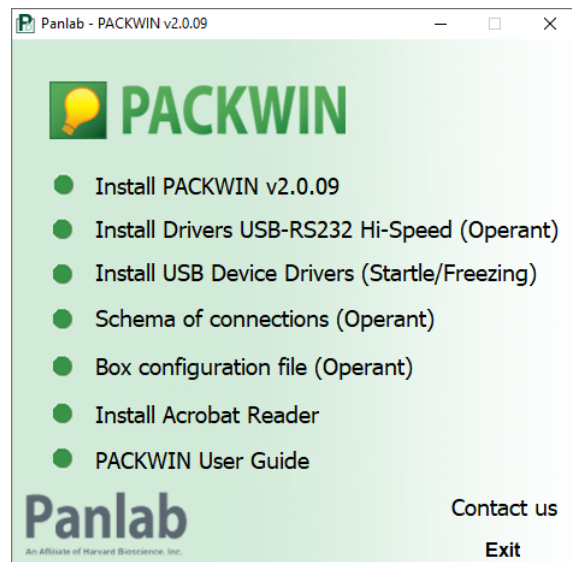 Panlab - PACKWIN v2.0.09
PACKWIN
Install PACKWIN v2.0.09
Install Drivers USB-RS232 Hi-Speed (Operant)
Install USB Device Drivers (Startle/Freezing)
Schema of connections (Operant)
Box configuration file (Operant)
Install Acrobat Reader
PACKWIN User Guide
Contact us
Panlab
An Affiliate of Harvard Bioscience. Inc.
Exit